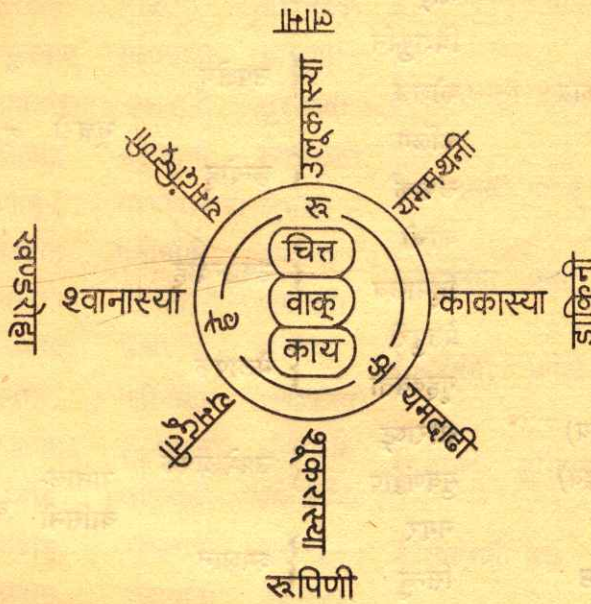 लामा
उलूकास्या
यमदंष्ट्रिणी
यममथनी
रू
चित्त
खण्डरोहा
श्वानास्या
वाक्
काकास्या
डाकिनी
काय
यमदूती
यमदाढी
शूकरास्या
रूपिणी